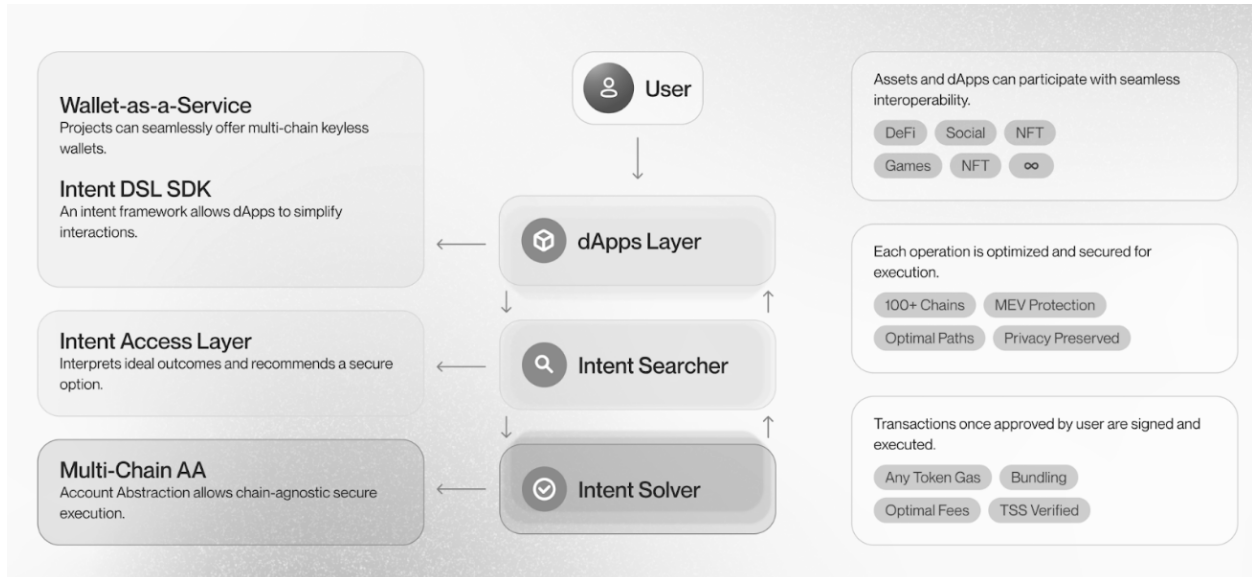 Wallet-as-a-Service
Projects can seamlessly offer multi-chain keyless
wallets.
Intent DSL SDK
An intent framework allows dApps to simplify
interactions.
Intent Access Layer
Interprets ideal outcomes and recommends a secure
option.
Multi-Chain AA
Account Abstraction allows chain-agnostic secure
execution.
User
dApps Layer
Intent Searcher
Intent Solver
Assets and dApps can participate with seamless
interoperability.
DeFi Social NFT
Games NFT ∞
Each operation is optimized and secured for
execution.
100+ Chains MEV Protection
Optimal Paths Privacy Preserved
Transactions once approved by user are signed and
executed.
Any Token Gas Bundling
Optimal Fees TSS Verified